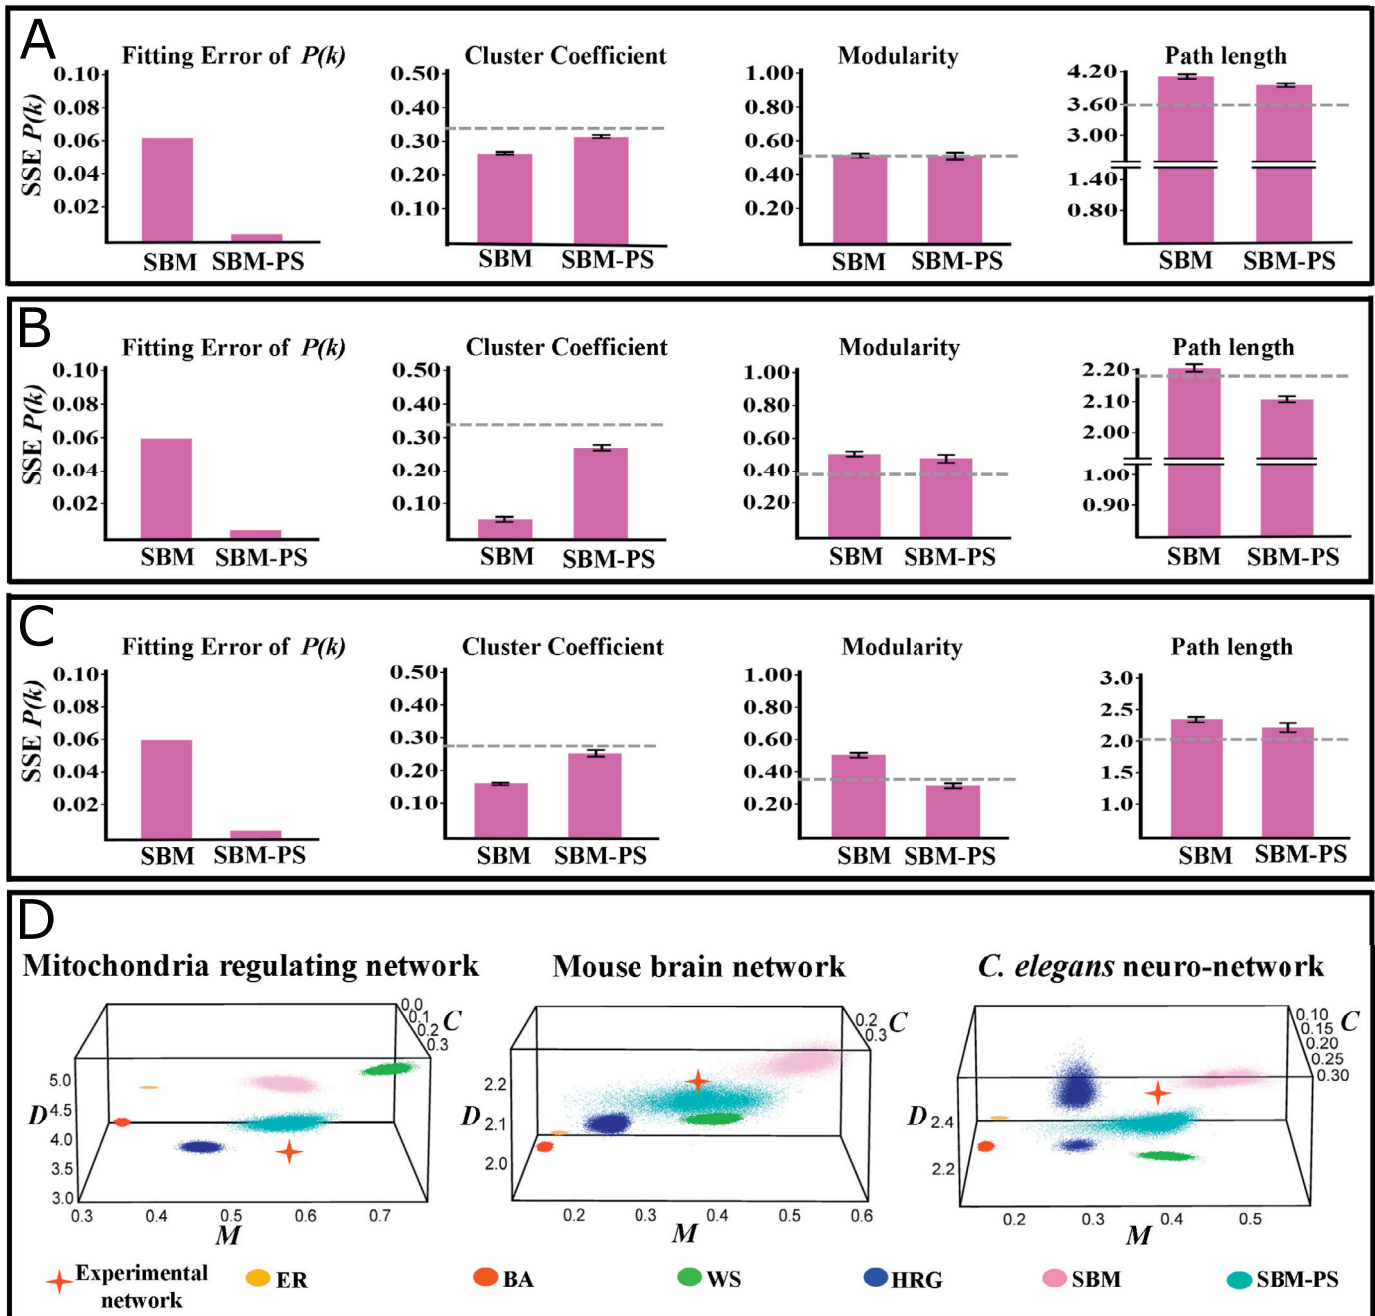 A
Fitting Error of P(k)
Cluster Coefficient
Modularity
Path length
SSE P(k)
0.10
0.08
0.06
0.04
0.02
SBM SBM-PS
0.50
0.40
0.30
0.20
0.10
SBM SBM-PS
1.00
0.80
0.60
0.40
0.20
SBM SBM-PS
4.20
3.60
3.00
1.40
0.80
SBM SBM-PS
B
Fitting Error of P(k)
Cluster Coefficient
Modularity
Path length
SSE P(k)
0.10
0.08
0.06
0.04
0.02
SBM SBM-PS
0.50
0.40
0.30
0.20
0.10
SBM SBM-PS
1.00
0.80
0.60
0.40
0.20
SBM SBM-PS
2.20
2.10
2.00
1.00
0.90
SBM SBM-PS
C
Fitting Error of P(k)
Cluster Coefficient
Modularity
Path length
SSE P(k)
0.10
0.08
0.06
0.04
0.02
SBM SBM-PS
0.50
0.40
0.30
0.20
0.10
SBM SBM-PS
1.00
0.80
0.60
0.40
0.20
SBM SBM-PS
3.0
2.5
2.0
1.5
1.0
SBM SBM-PS
D
Mitochondria regulating network
0.0
0.1
0.2
0.3
C
5.0
4.5
4.0
3.5
3.0
D
0.3 0.4 0.5 0.6 0.7
M
Mouse brain network
0.2
0.3
C
2.2
2.1
2.0
D
0.2 0.3 0.4 0.5 0.6
M
C. elegans neuro-network
0.10
0.15
0.20
0.25
0.30
C
2.4
2.2
D
0.2 0.3 0.4 0.5
M
Experimental
network
ER
BA
WS
HRG
SBM
SBM-PS